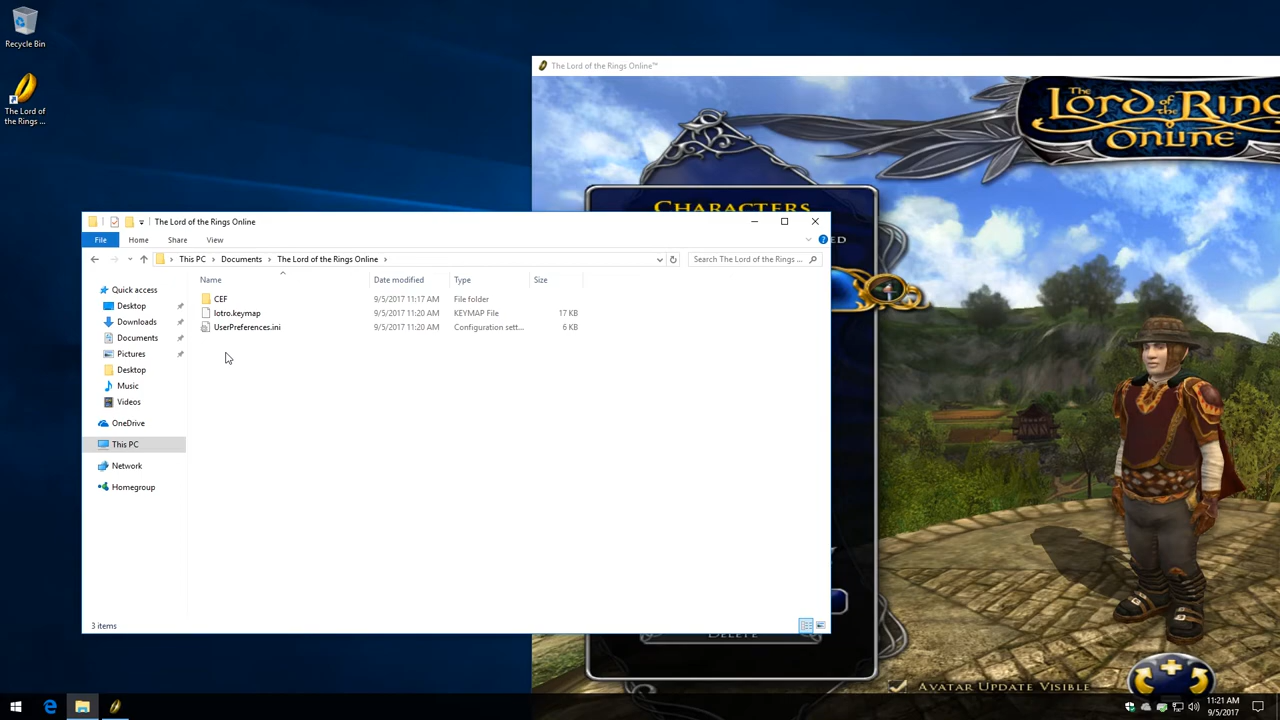 Recycle Bin
The Lord of
the Rings ...
The Lord of the Rings Online™
The
Lord of the Rin
Online™
CHARACTERS
ED
The Lord of the Rings Online
File
Home
Share
View
This PC
Documents
The Lord of the Rings Online
Search The Lord of the Rings ...
Name
Date modified
Type
Size
CEF
9/5/2017 11:17 AM
File folder
lotro.keymap
9/5/2017 11:20 AM
KEYMAP File
17 KB
UserPreferences.ini
9/5/2017 11:20 AM
Configuration sett...
6 KB
Quick access
Desktop
Downloads
Documents
Pictures
Desktop
Music
Videos
OneDrive
This PC
Network
Homegroup
3 items
DELETE
AVATAR UPDATE VISIBLE
11:21 AM
9/5/2017